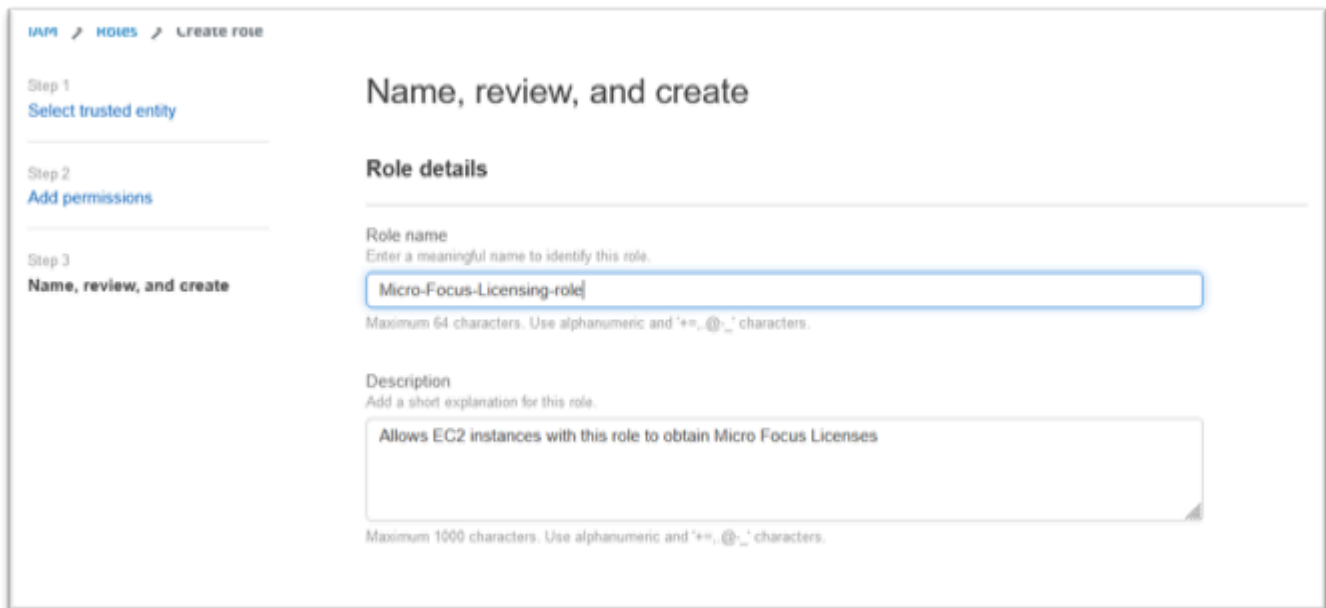 IAM > Roles > Create role
Step 1
Select trusted entity
Step 2
Add permissions
Step 3
Name, review, and create
Name, review, and create
Role details
Role name
Enter a meaningful name to identify this role.
Micro-Focus-Licensing-role
Maximum 64 characters. Use alphanumeric and '+=,.@-_' characters.
Description
Add a short explanation for this role.
Allows EC2 instances with this role to obtain Micro Focus Licenses
Maximum 1000 characters. Use alphanumeric and '+=,.@-_' characters.